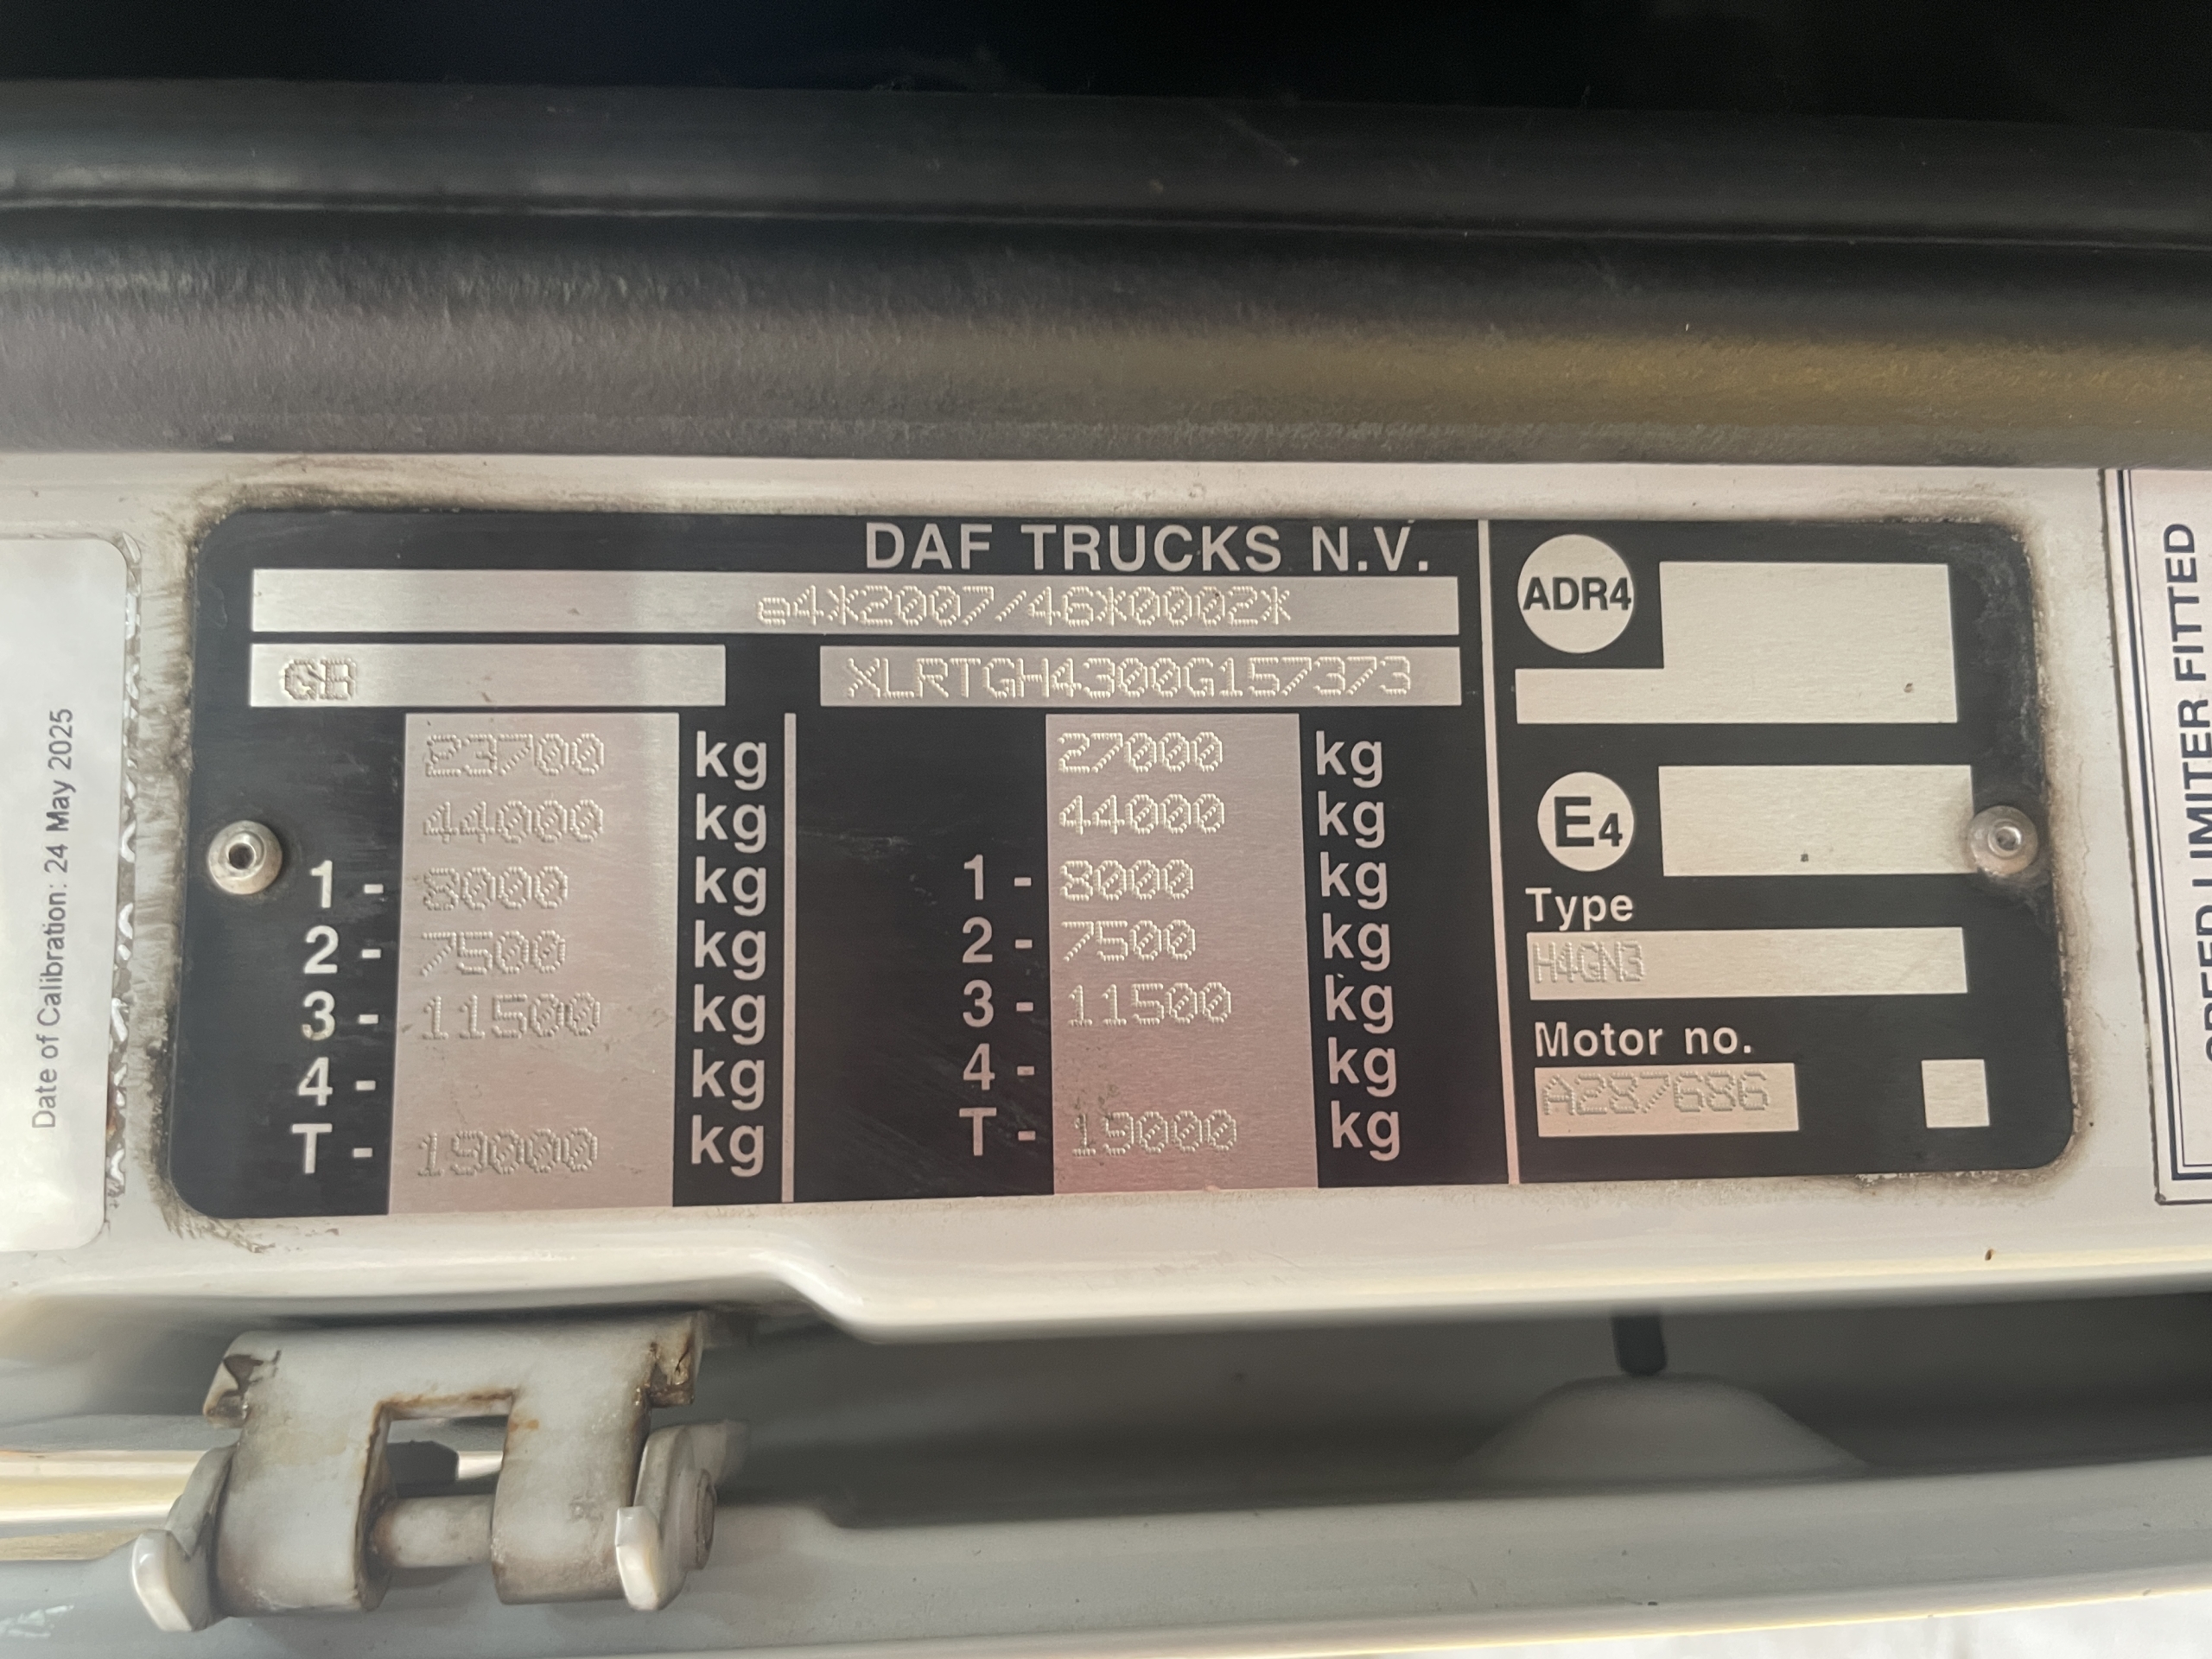 Date of Calibration: 24 May 2025
DAF TRUCKS N.V.
e4*2007/46*0002*
GB
XLRTGH4300G157373
23700 kg
44000 kg
1 - 8000 kg
2 - 7500 kg
3 - 11500 kg
4 - kg
T - 19000 kg
27000 kg
44000 kg
1 - 8000 kg
2 - 7500 kg
3 - 11500 kg
4 - kg
T - 19000 kg
ADR4
E4
Type
H4GN3
Motor no.
A287686
SPEED LIMITER FITTED